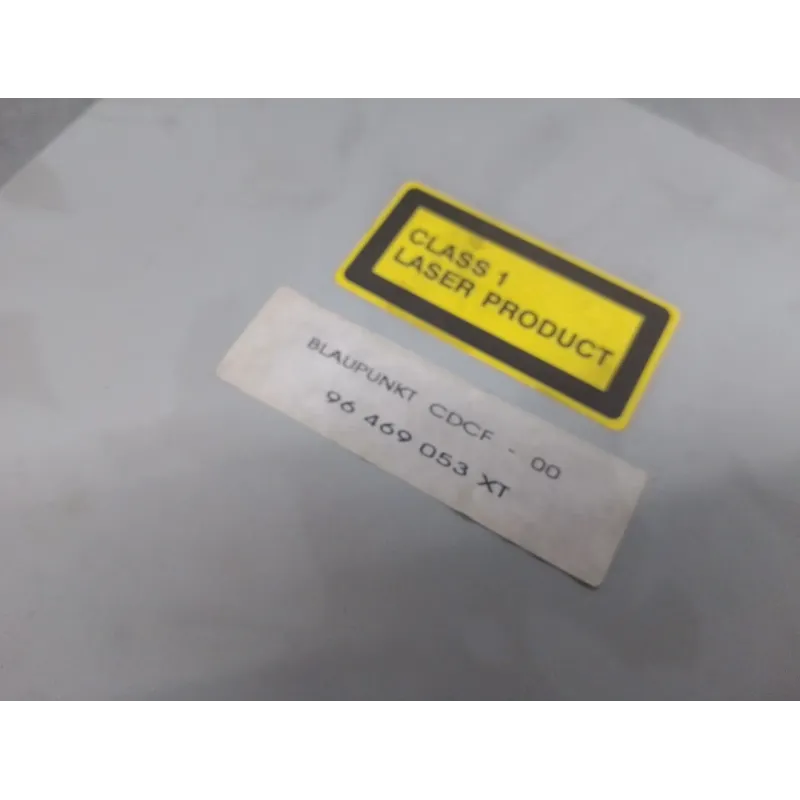 CLASS 1
LASER PRODUCT
BLAUPUNKT CDCF - 00
96 469 053 XT